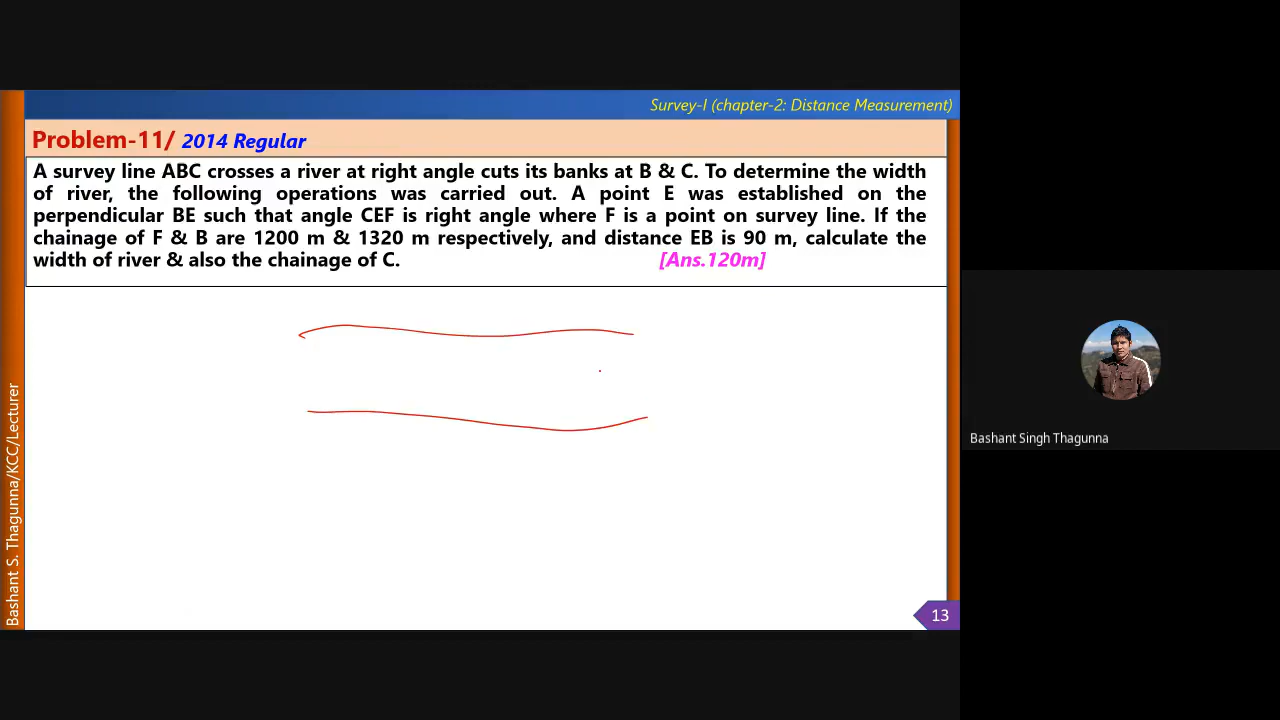 Survey-I (chapter-2: Distance Measurement)
Problem-11/ 2014 Regular
A survey line ABC crosses a river at right angle cuts its banks at B & C. To determine the width
of river, the following operations was carried out. A point E was established on the
perpendicular BE such that angle CEF is right angle where F is a point on survey line. If the
chainage of F & B are 1200 m & 1320 m respectively, and distance EB is 90 m, calculate the
width of river & also the chainage of C. [Ans.120m]
Bashant S. Thagunna/KCC/Lecturer
13
Bashant Singh Thagunna